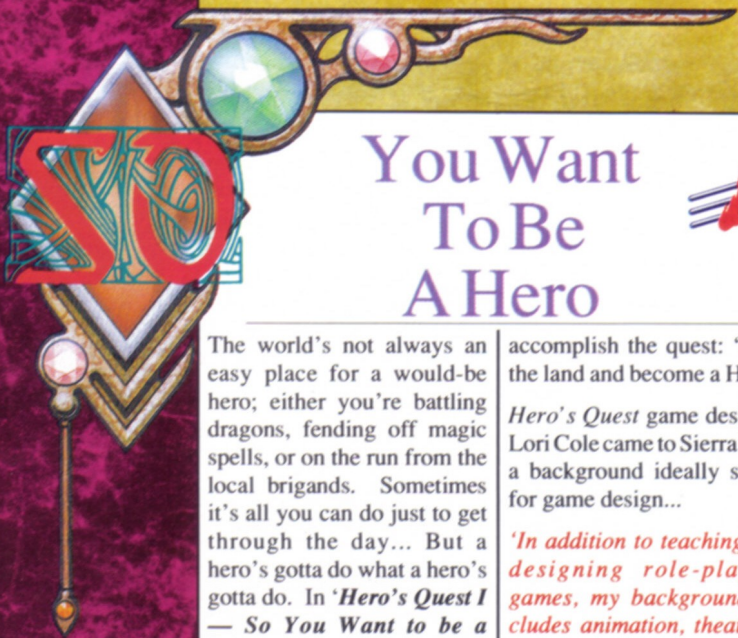 SO
You Want
To Be
A Hero
The world's not always an
easy place for a would-be
hero; either you're battling
dragons, fending off magic
spells, or on the run from the
local brigands. Sometimes
it's all you can do just to get
through the day... But a
hero's gotta do what a hero's
gotta do. In 'Hero's Quest I
— So You Want to be a
accomplish the quest: '
the land and become a H
Hero's Quest game des
Lori Cole came to Sierra
a background ideally s
for game design...
'In addition to teaching
designing role-pla
games, my backgroun
cludes animation, theat